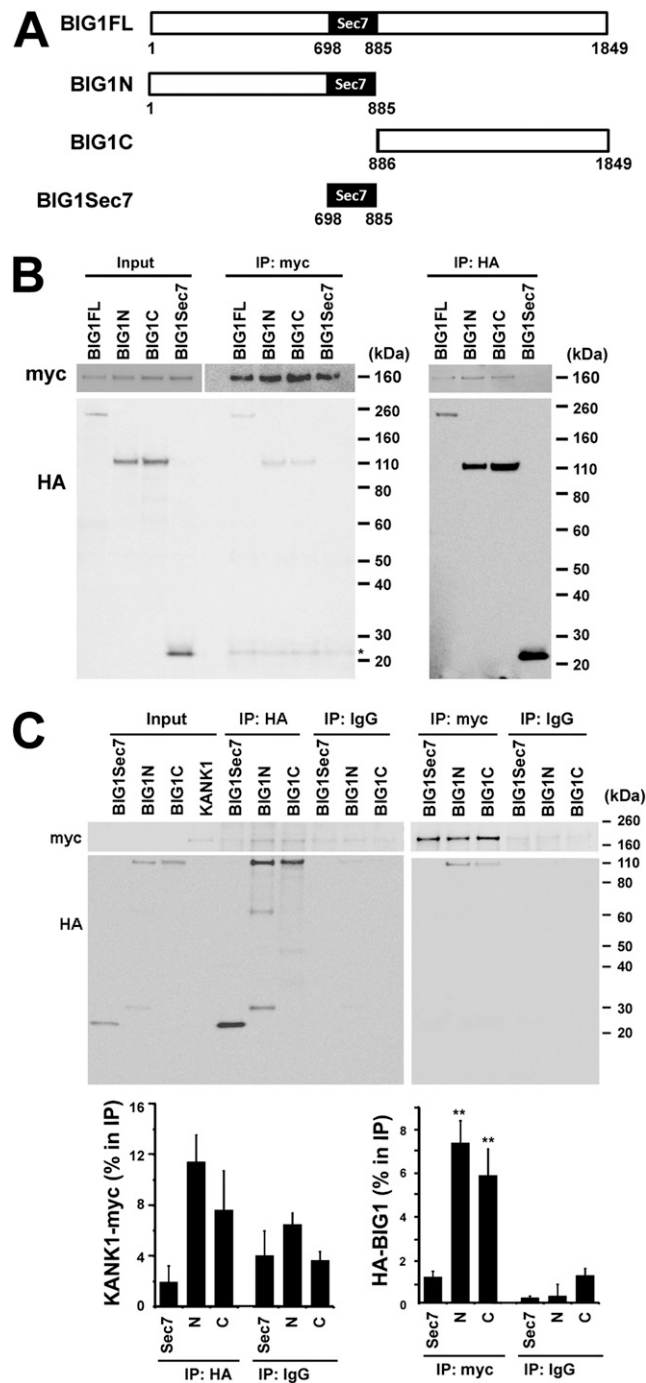 A
BIG1FL
Sec7
1 698 885 1849
BIG1N
Sec7
1 885
BIG1C
886 1849
BIG1Sec7
Sec7
698 885
B
Input IP: myc IP: HA
BIG1FL BIG1N BIG1C BIG1Sec7 BIG1FL BIG1N BIG1C BIG1Sec7 BIG1FL BIG1N BIG1C BIG1Sec7
(kDa) (kDa)
myc
160 160
HA
260 260
160 160
110 110
80 80
60 60
50 50
40 40
30 30
*
20 20
C
Input IP: HA IP: IgG IP: myc IP: IgG
BIG1Sec7 BIG1N BIG1C KANK1 BIG1Sec7 BIG1N BIG1C BIG1Sec7 BIG1N BIG1C BIG1Sec7 BIG1N BIG1C BIG1Sec7 BIG1N BIG1C
(kDa)
260
myc
160
110
80
HA
60
50
40
30
20
KANK1-myc (% in IP)
16
12
8
4
0
Sec7 N C Sec7 N C
IP: HA IP: IgG
HA-BIG1 (% in IP)
8
6
4
2
0
** **
Sec7 N C Sec7 N C
IP: myc IP: IgG